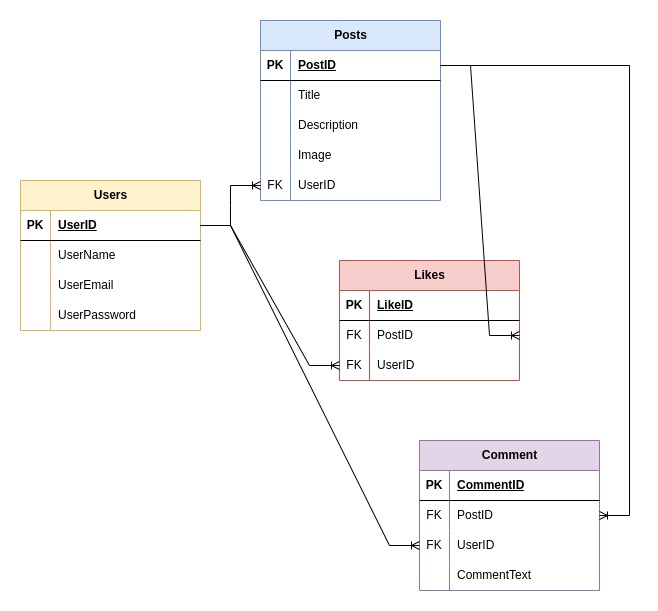 Posts
PK PostID
Title
Description
Image
FK UserID
Users
PK UserID
UserName
UserEmail
UserPassword
Likes
PK LikeID
FK PostID
FK UserID
Comment
PK CommentID
FK PostID
FK UserID
CommentText